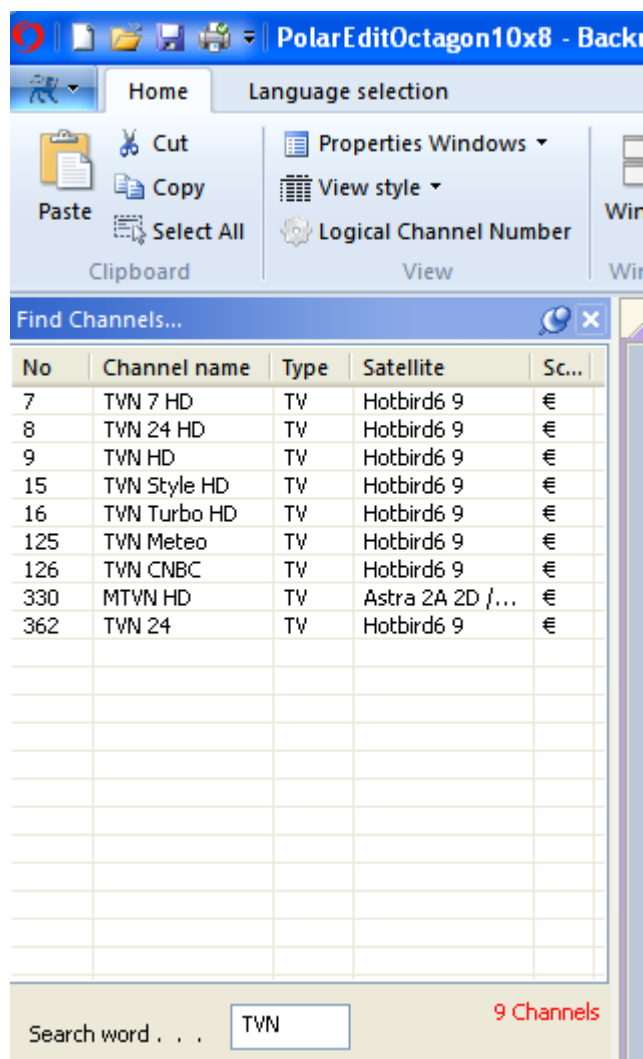 PolarEditOctagon10x8 - Backu
Home Language selection
Paste Cut Copy Select All
Clipboard
Properties Windows
View style
Logical Channel Number
View
Win
Win
Find Channels...
No Channel name Type Satellite Sc...
7 TVN 7 HD TV Hotbird6 9 €
8 TVN 24 HD TV Hotbird6 9 €
9 TVN HD TV Hotbird6 9 €
15 TVN Style HD TV Hotbird6 9 €
16 TVN Turbo HD TV Hotbird6 9 €
125 TVN Meteo TV Hotbird6 9 €
126 TVN CNBC TV Hotbird6 9 €
330 MTVN HD TV Astra 2A 2D /... €
362 TVN 24 TV Hotbird6 9 €
Search word . . . TVN 9 Channels